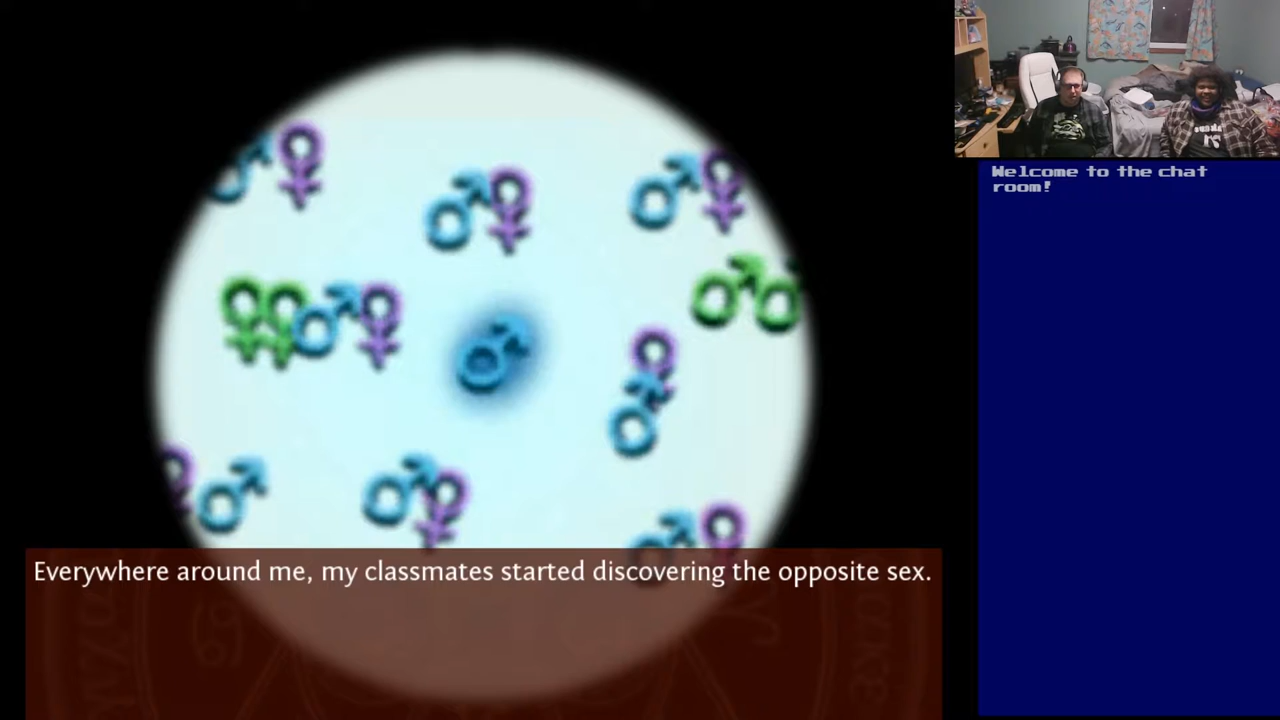 Welcome to the chat
room!
Everywhere around me, my classmates started discovering the opposite sex.